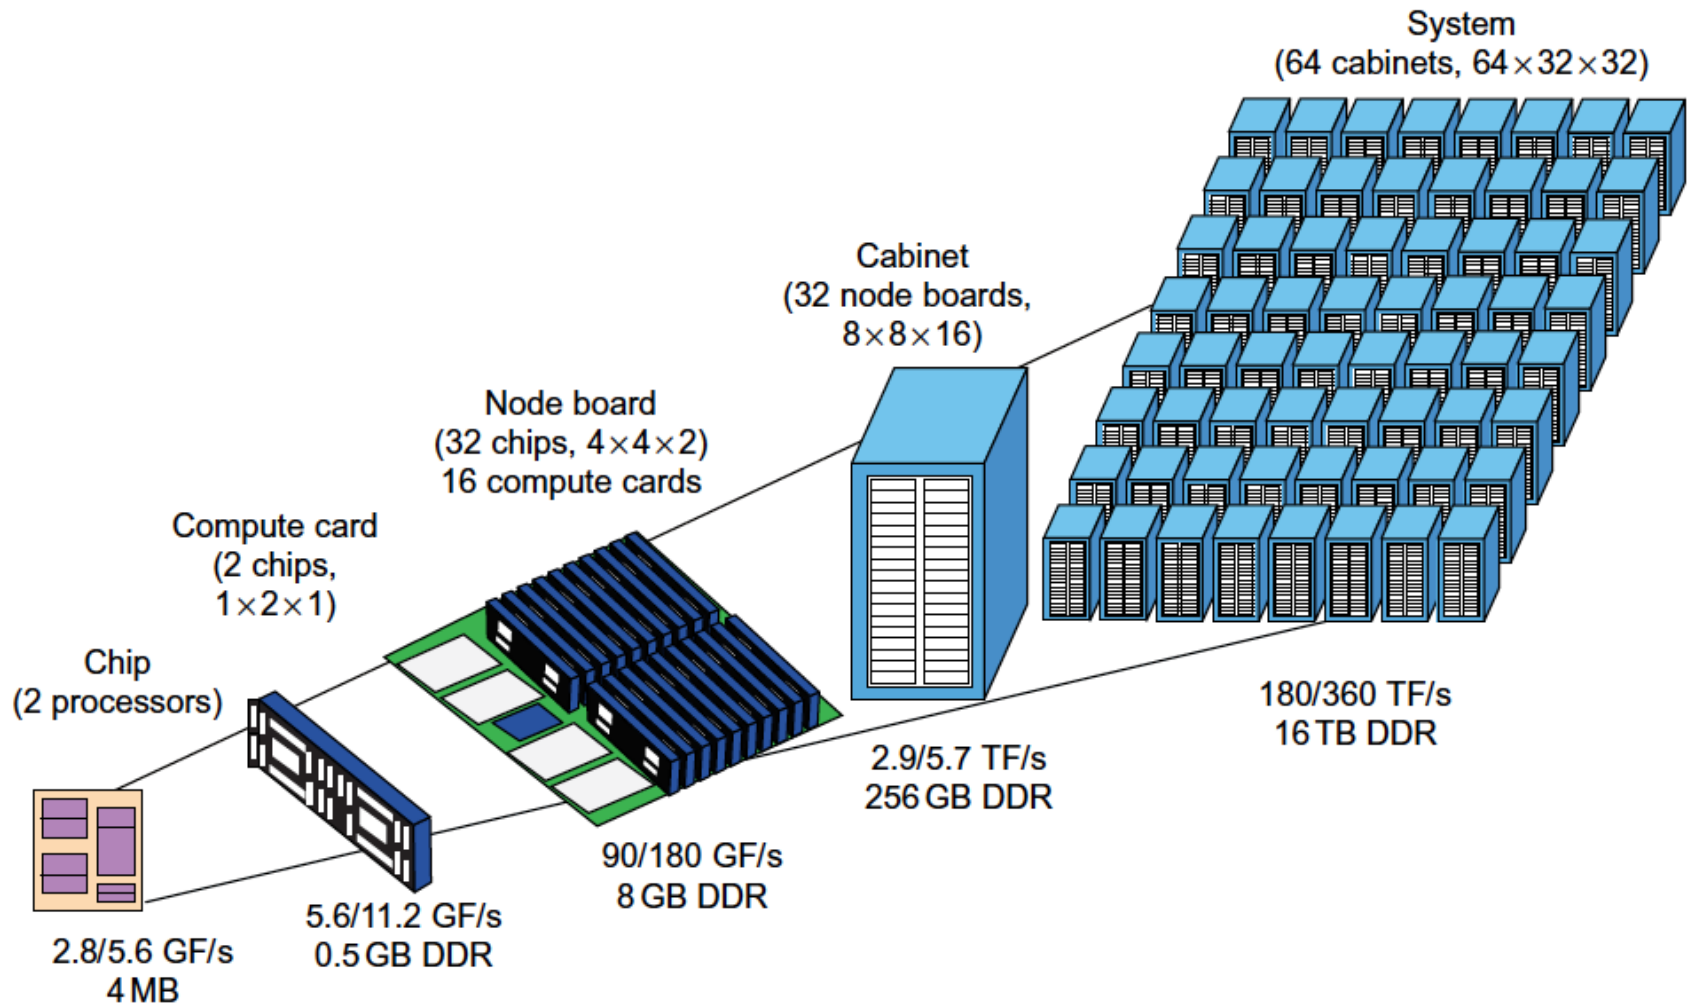 System
(64 cabinets, 64×32×32)
Cabinet
(32 node boards,
8×8×16)
Node board
(32 chips, 4×4×2)
16 compute cards
Compute card
(2 chips,
1×2×1)
Chip
(2 processors)
180/360 TF/s
16 TB DDR
2.9/5.7 TF/s
256 GB DDR
90/180 GF/s
8 GB DDR
5.6/11.2 GF/s
0.5 GB DDR
2.8/5.6 GF/s
4 MB